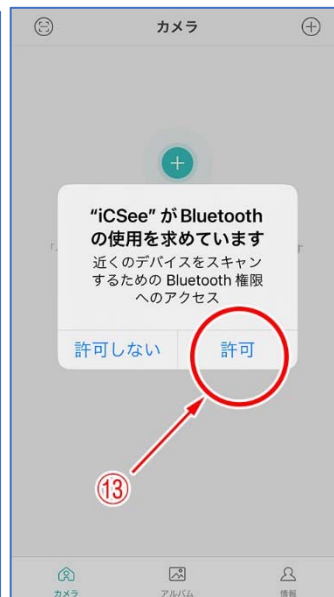 カメラ
“iCSee” が Bluetooth
の使用を求めています
近くのデバイスをスキャン
するための Bluetooth 権限
へのアクセス
許可しない
許可
⑬
カメラ
アルバム
情報